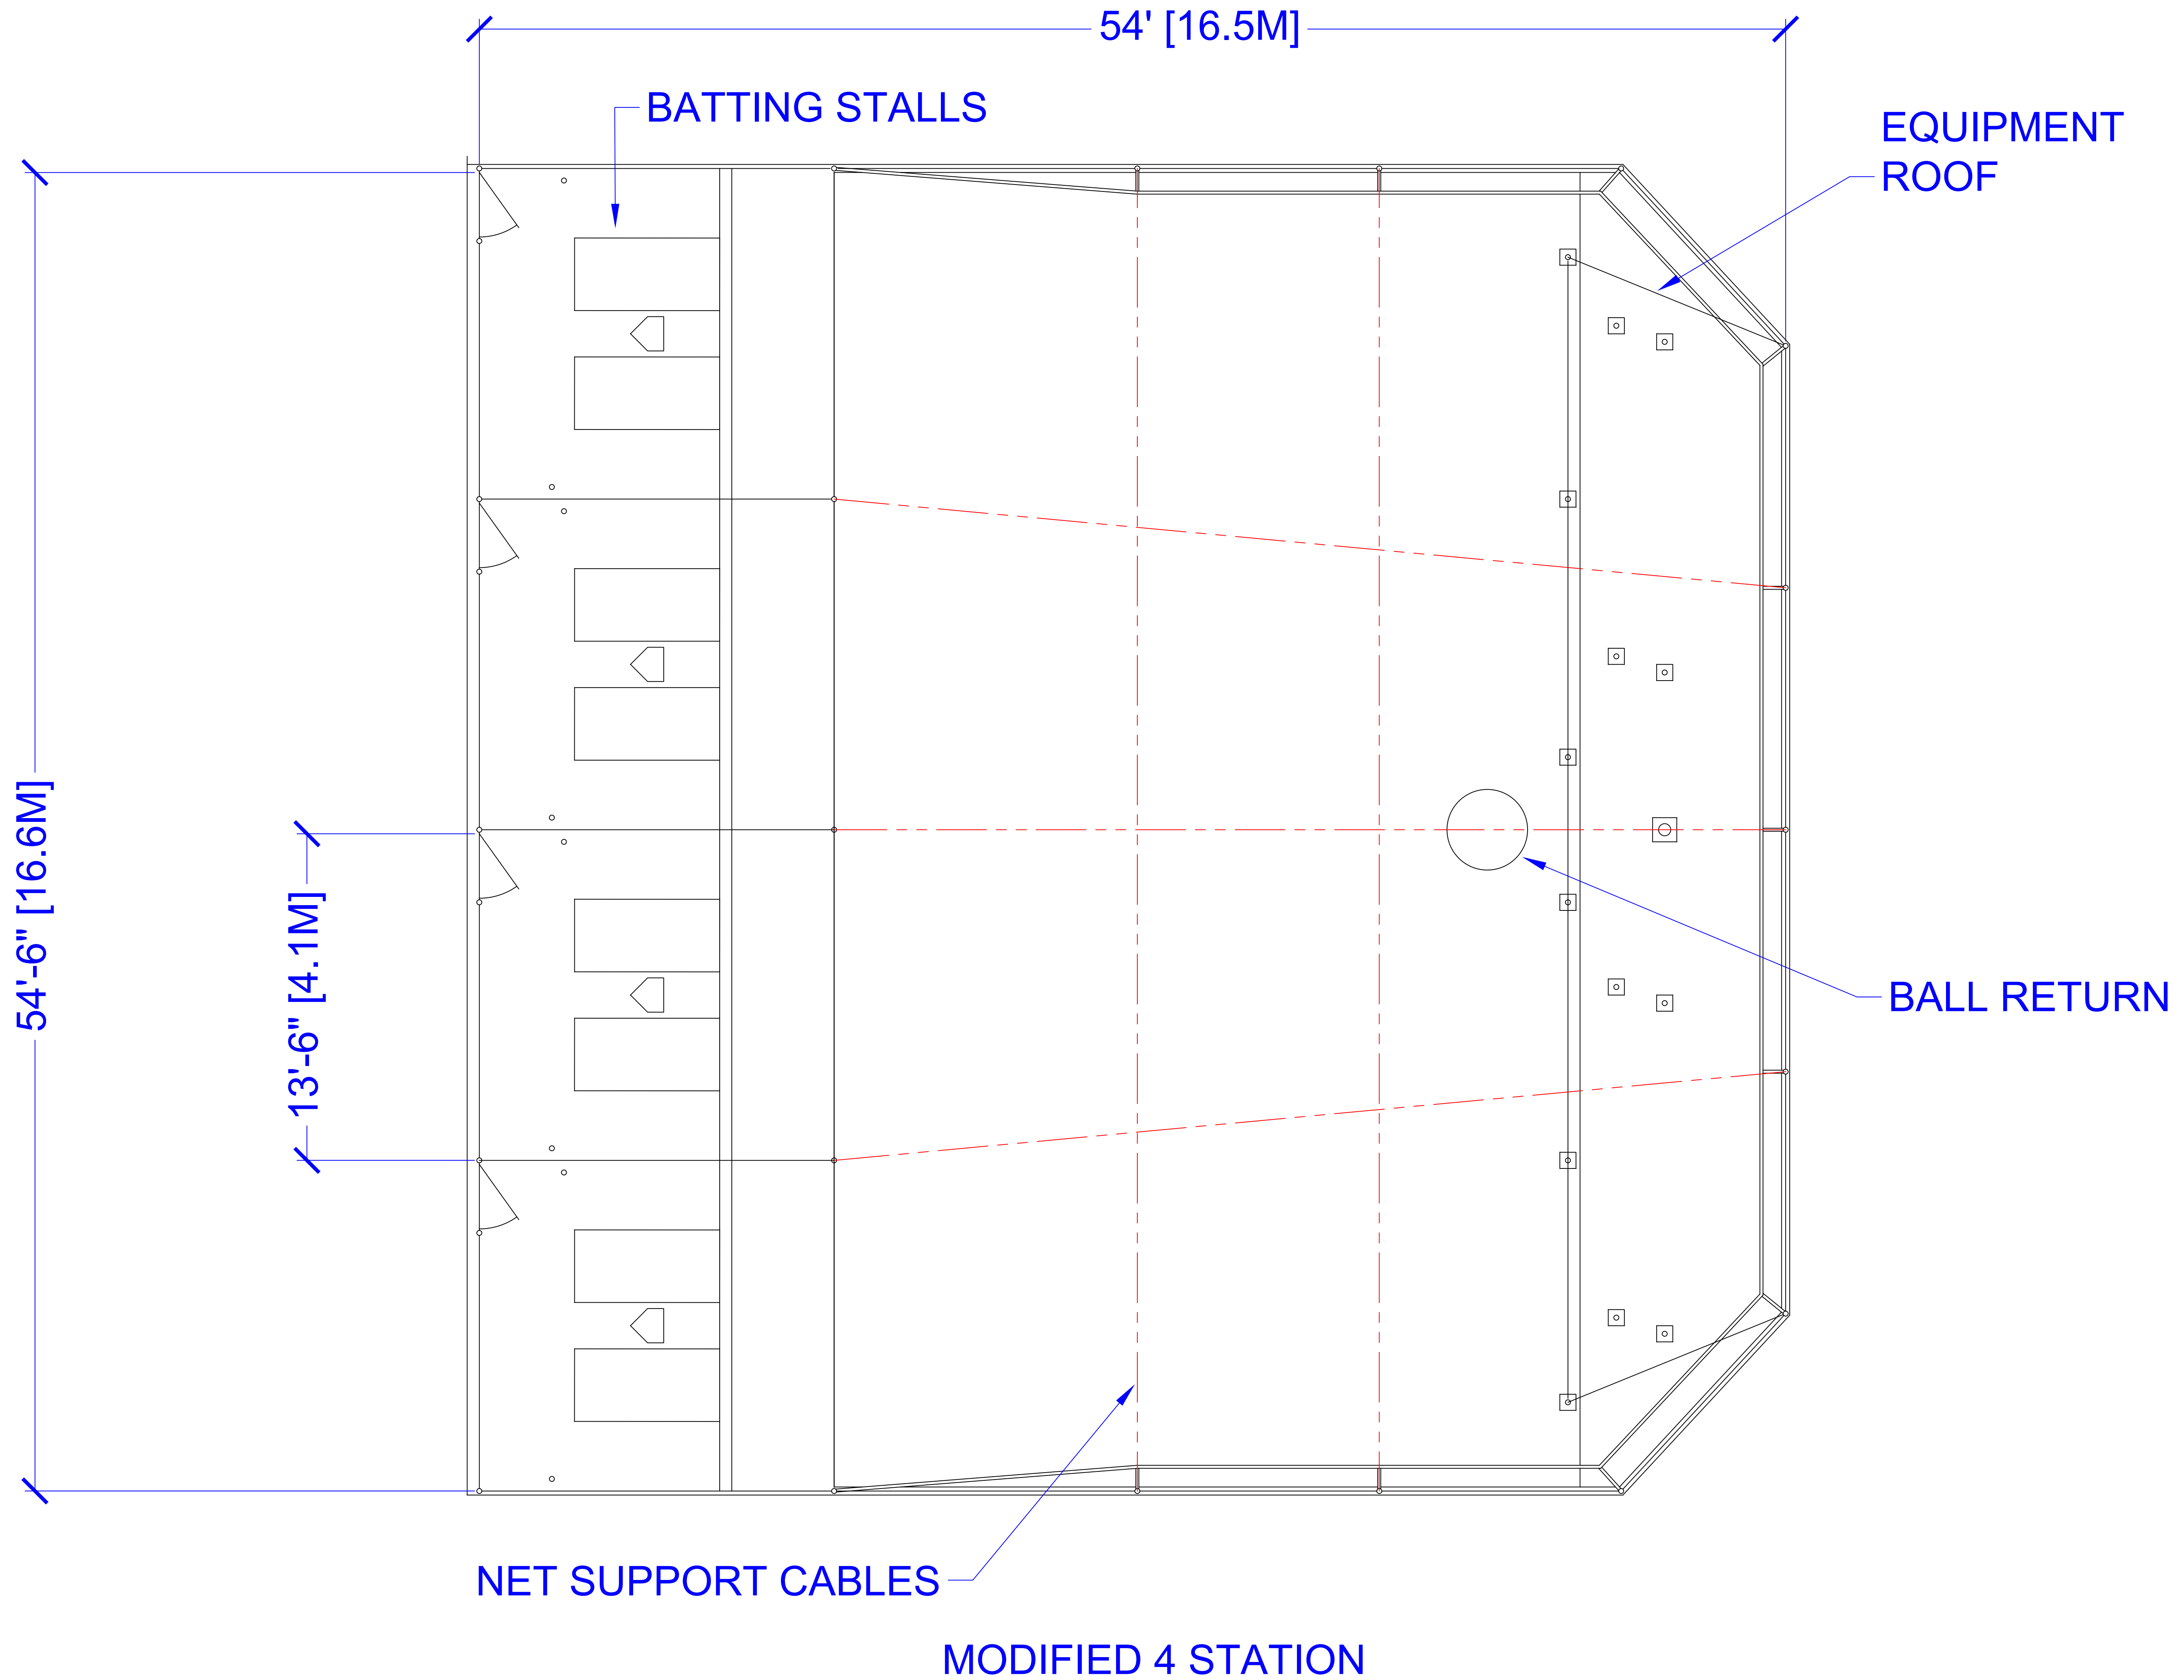 54' [16.5M]
BATTING STALLS
EQUIPMENT
ROOF
54'-6" [16.6M]
13'-6" [4.1M]
BALL RETURN
NET SUPPORT CABLES
MODIFIED 4 STATION